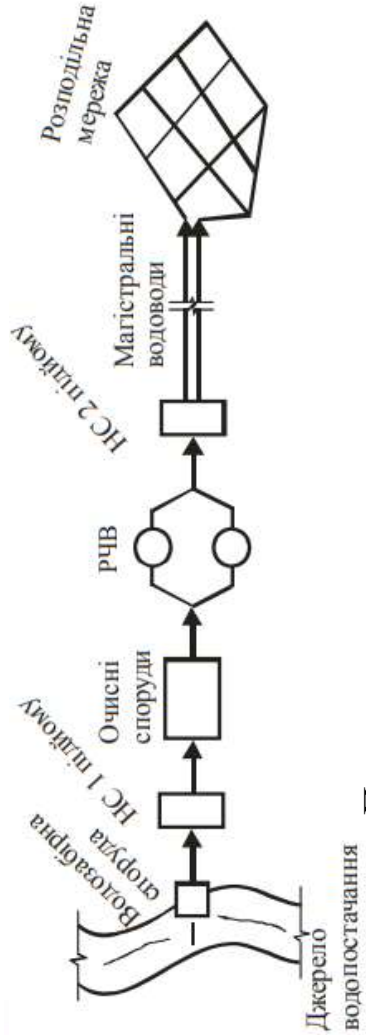 Джерело
водопостачання
Водозабірна
споруда
НС 1 підйому
Очисні
споруди
РЧВ
НС 2 підйому
Магістральні
водоводи
Розподільна
мережа